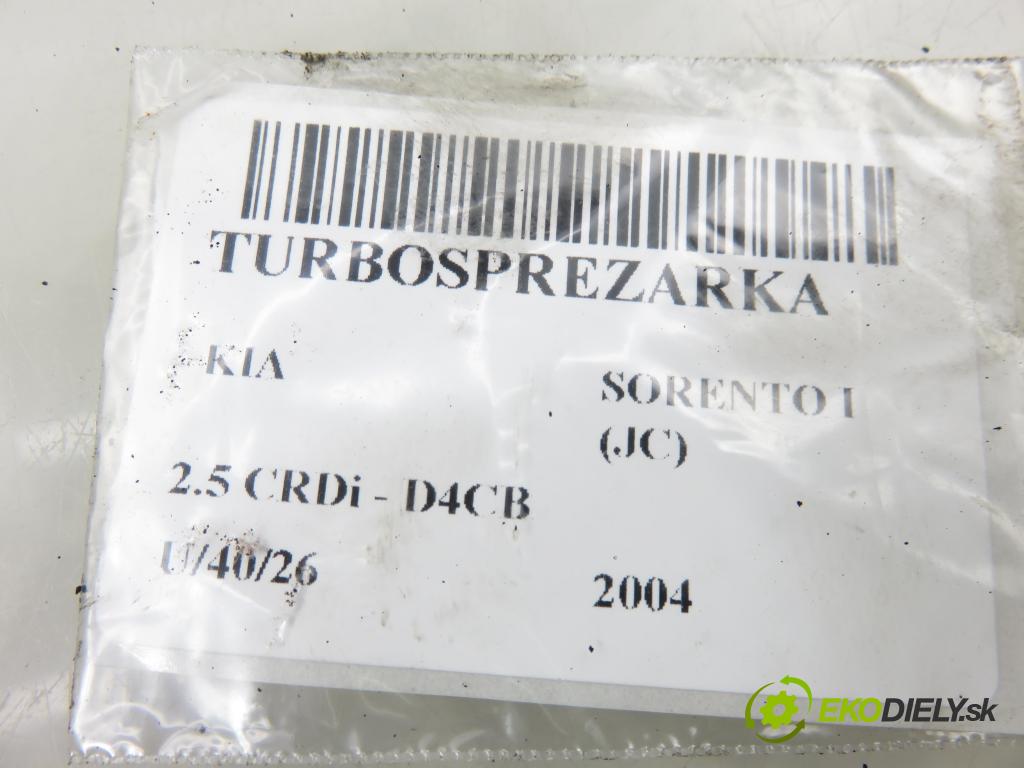 TURBOSPREZARKA
KIA
SORENTO I
(JC)
2.5 CRDi - D4CB
U/40/26
2004
EKODIELY.sk